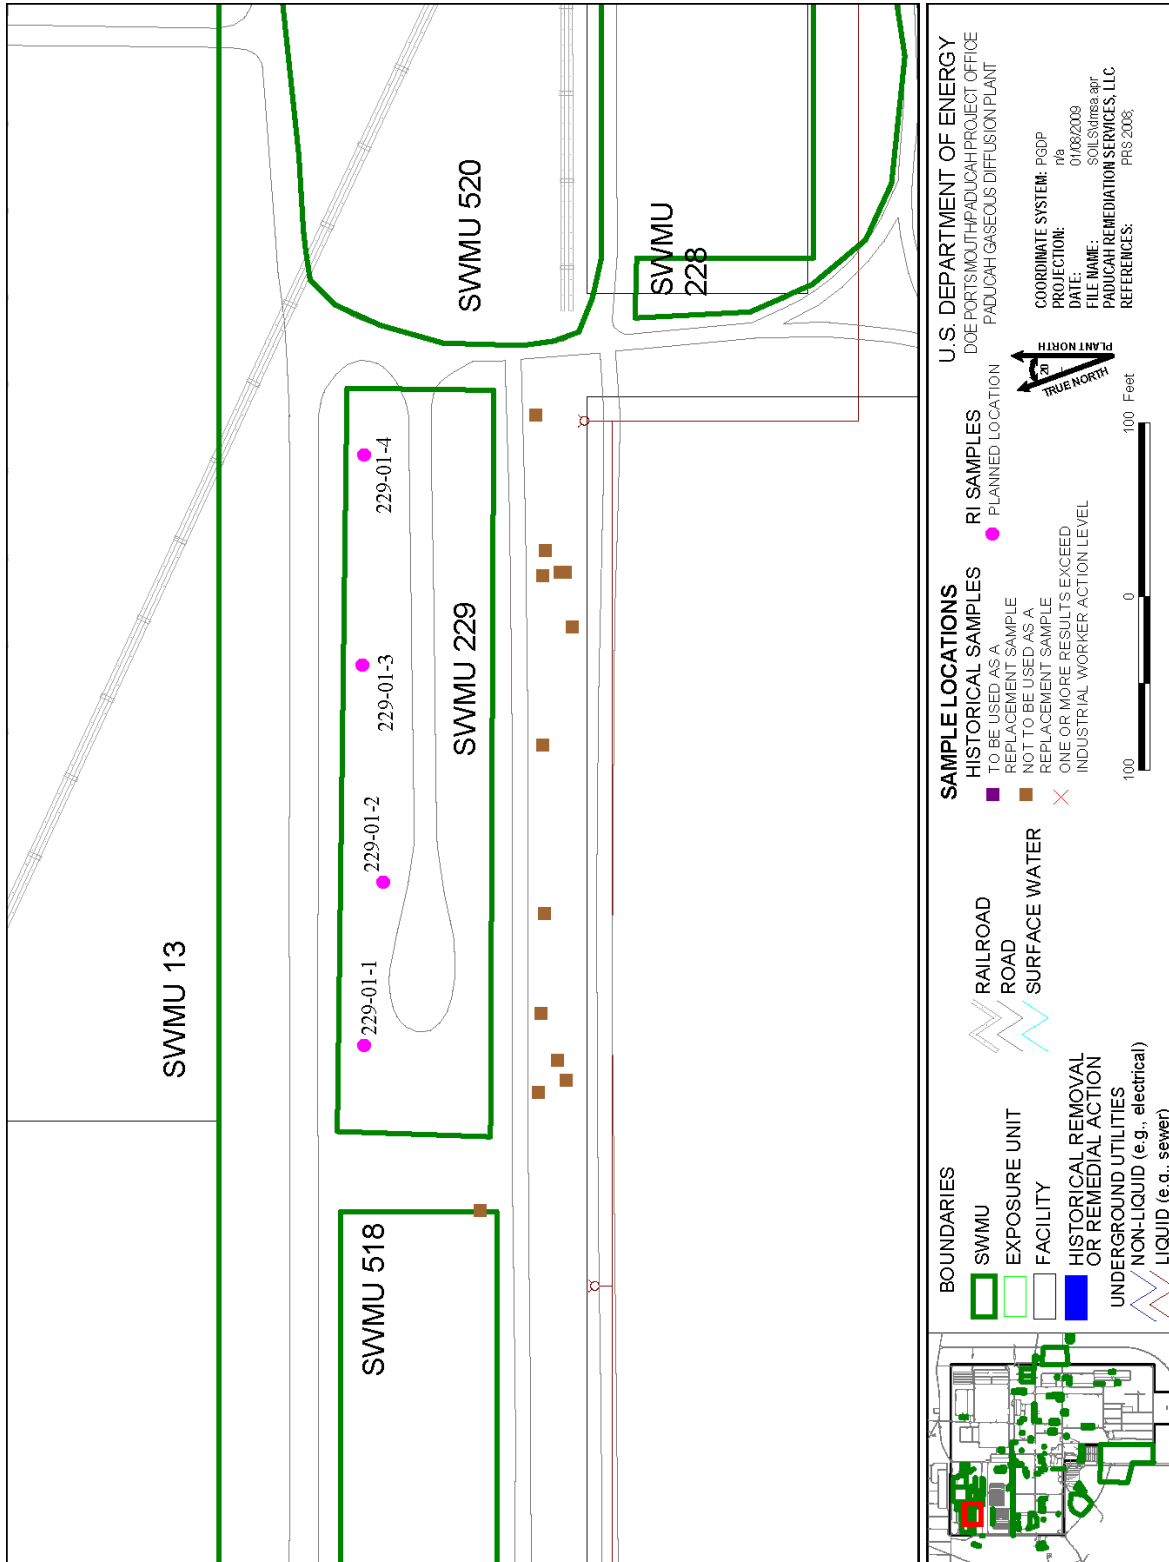 SWMU 13
SWMU 518
229-01-1
229-01-2
229-01-3
229-01-4
SWMU 229
SWMU 520
SWMU
228
BOUNDARIES
SWMU
EXPOSURE UNIT
FACILITY
HISTORICAL REMOVAL
OR REMEDIAL ACTION
UNDERGROUND UTILITIES
NON-LIQUID (e.g., electrical)
LIQUID (e.g., sewer)
RAILROAD
ROAD
SURFACE WATER
SAMPLE LOCATIONS
HISTORICAL SAMPLES
TO BE USED AS A
REPLACEMENT SAMPLE
NOT TO BE USED AS A
REPLACEMENT SAMPLE
ONE OR MORE RESULTS EXCEED
INDUSTRIAL WORKER ACTION LEVEL
RI SAMPLES
PLANNED LOCATION
100 0 100 Feet
U.S. DEPARTMENT OF ENERGY
DOE PORTSMOUTH/PADUCAH PROJECT OFFICE
PADUCAH GASEOUS DIFFUSION PLANT
20
TRUE NORTH
PLANT NORTH
COORDINATE SYSTEM: PGDP
PROJECTION: n/a
DATE: 01/08/2009
FILE NAME: SOILS\dmsa.apr
PADUCAH REMEDIATION SERVICES, LLC
REFERENCES: PRS 2008;